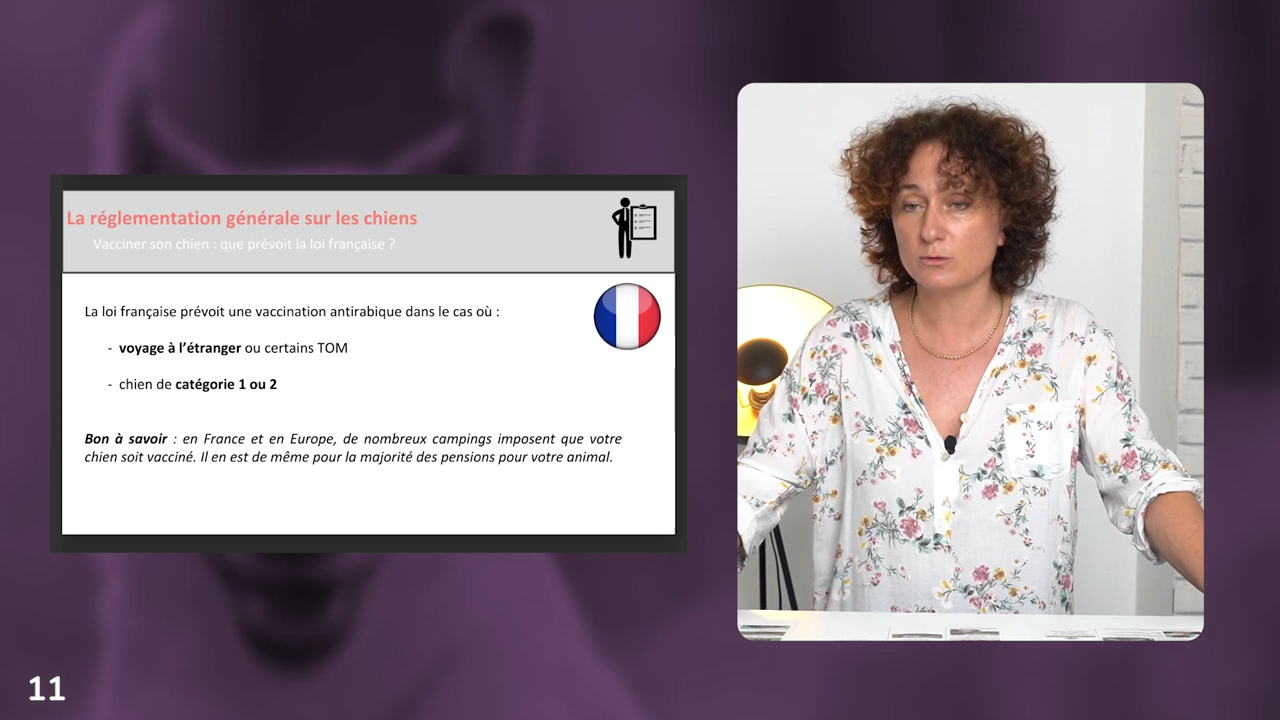 La réglementation générale sur les chiens
Vacciner son chien : que prévoit la loi française ?
La loi française prévoit une vaccination antirabique dans le cas où :
- voyage à l’étranger ou certains TOM
- chien de catégorie 1 ou 2
Bon à savoir : en France et en Europe, de nombreux campings imposent que votre
chien soit vacciné. Il en est de même pour la majorité des pensions pour votre animal.
11